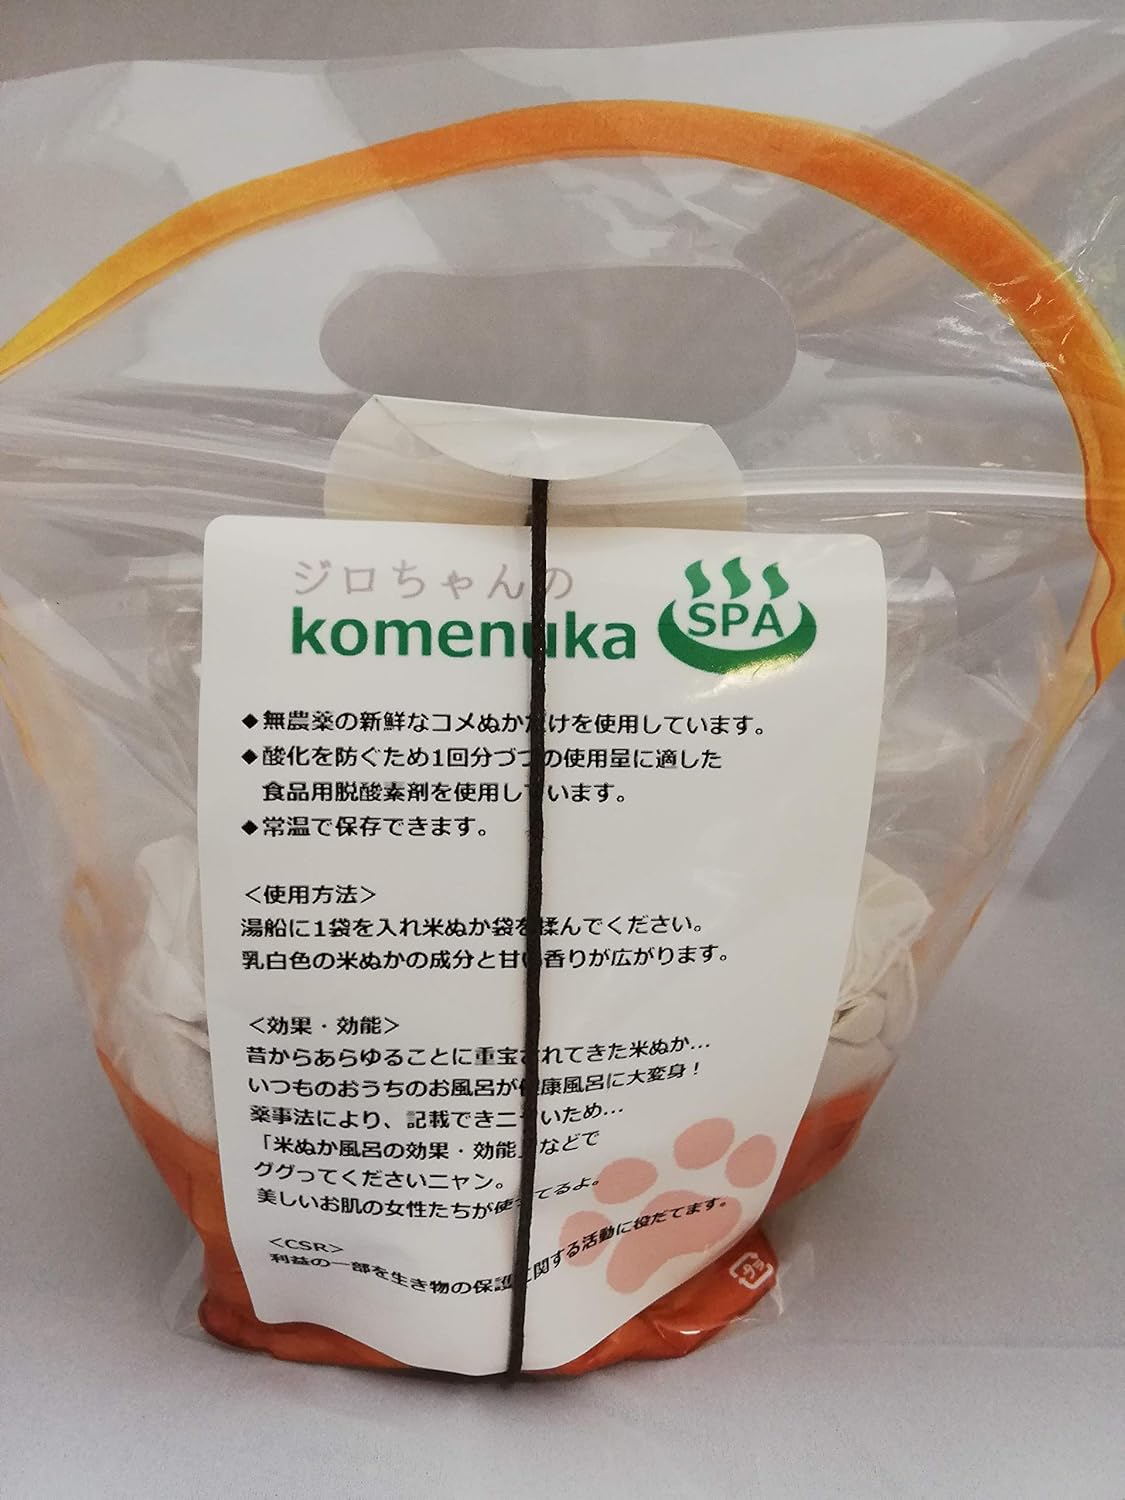 ジロちゃんの
komenuka
SPA
◆無農薬の新鮮なコメぬかだけを使用しています。
◆酸化を防ぐため1回分づつの使用量に適した
食品用脱酸素剤を使用しています。
◆常温で保存できます。
＜使用方法＞
湯船に1袋を入れ米ぬか袋を揉んでください。
乳白色の米ぬかの成分と甘い香りが広がります。
＜効果・効能＞
昔からあらゆることに重宝されてきた米ぬか…
いつものおうちのお風呂が健康風呂に大変身！
薬事法により、記載できニャいため…
「米ぬか風呂の効果・効能」などで
ググってくださいニャン。
美しいお肌の女性たちが使ってるよ。
＜CSR＞
利益の一部を生き物の保護に関する活動に役だてます。
プラ